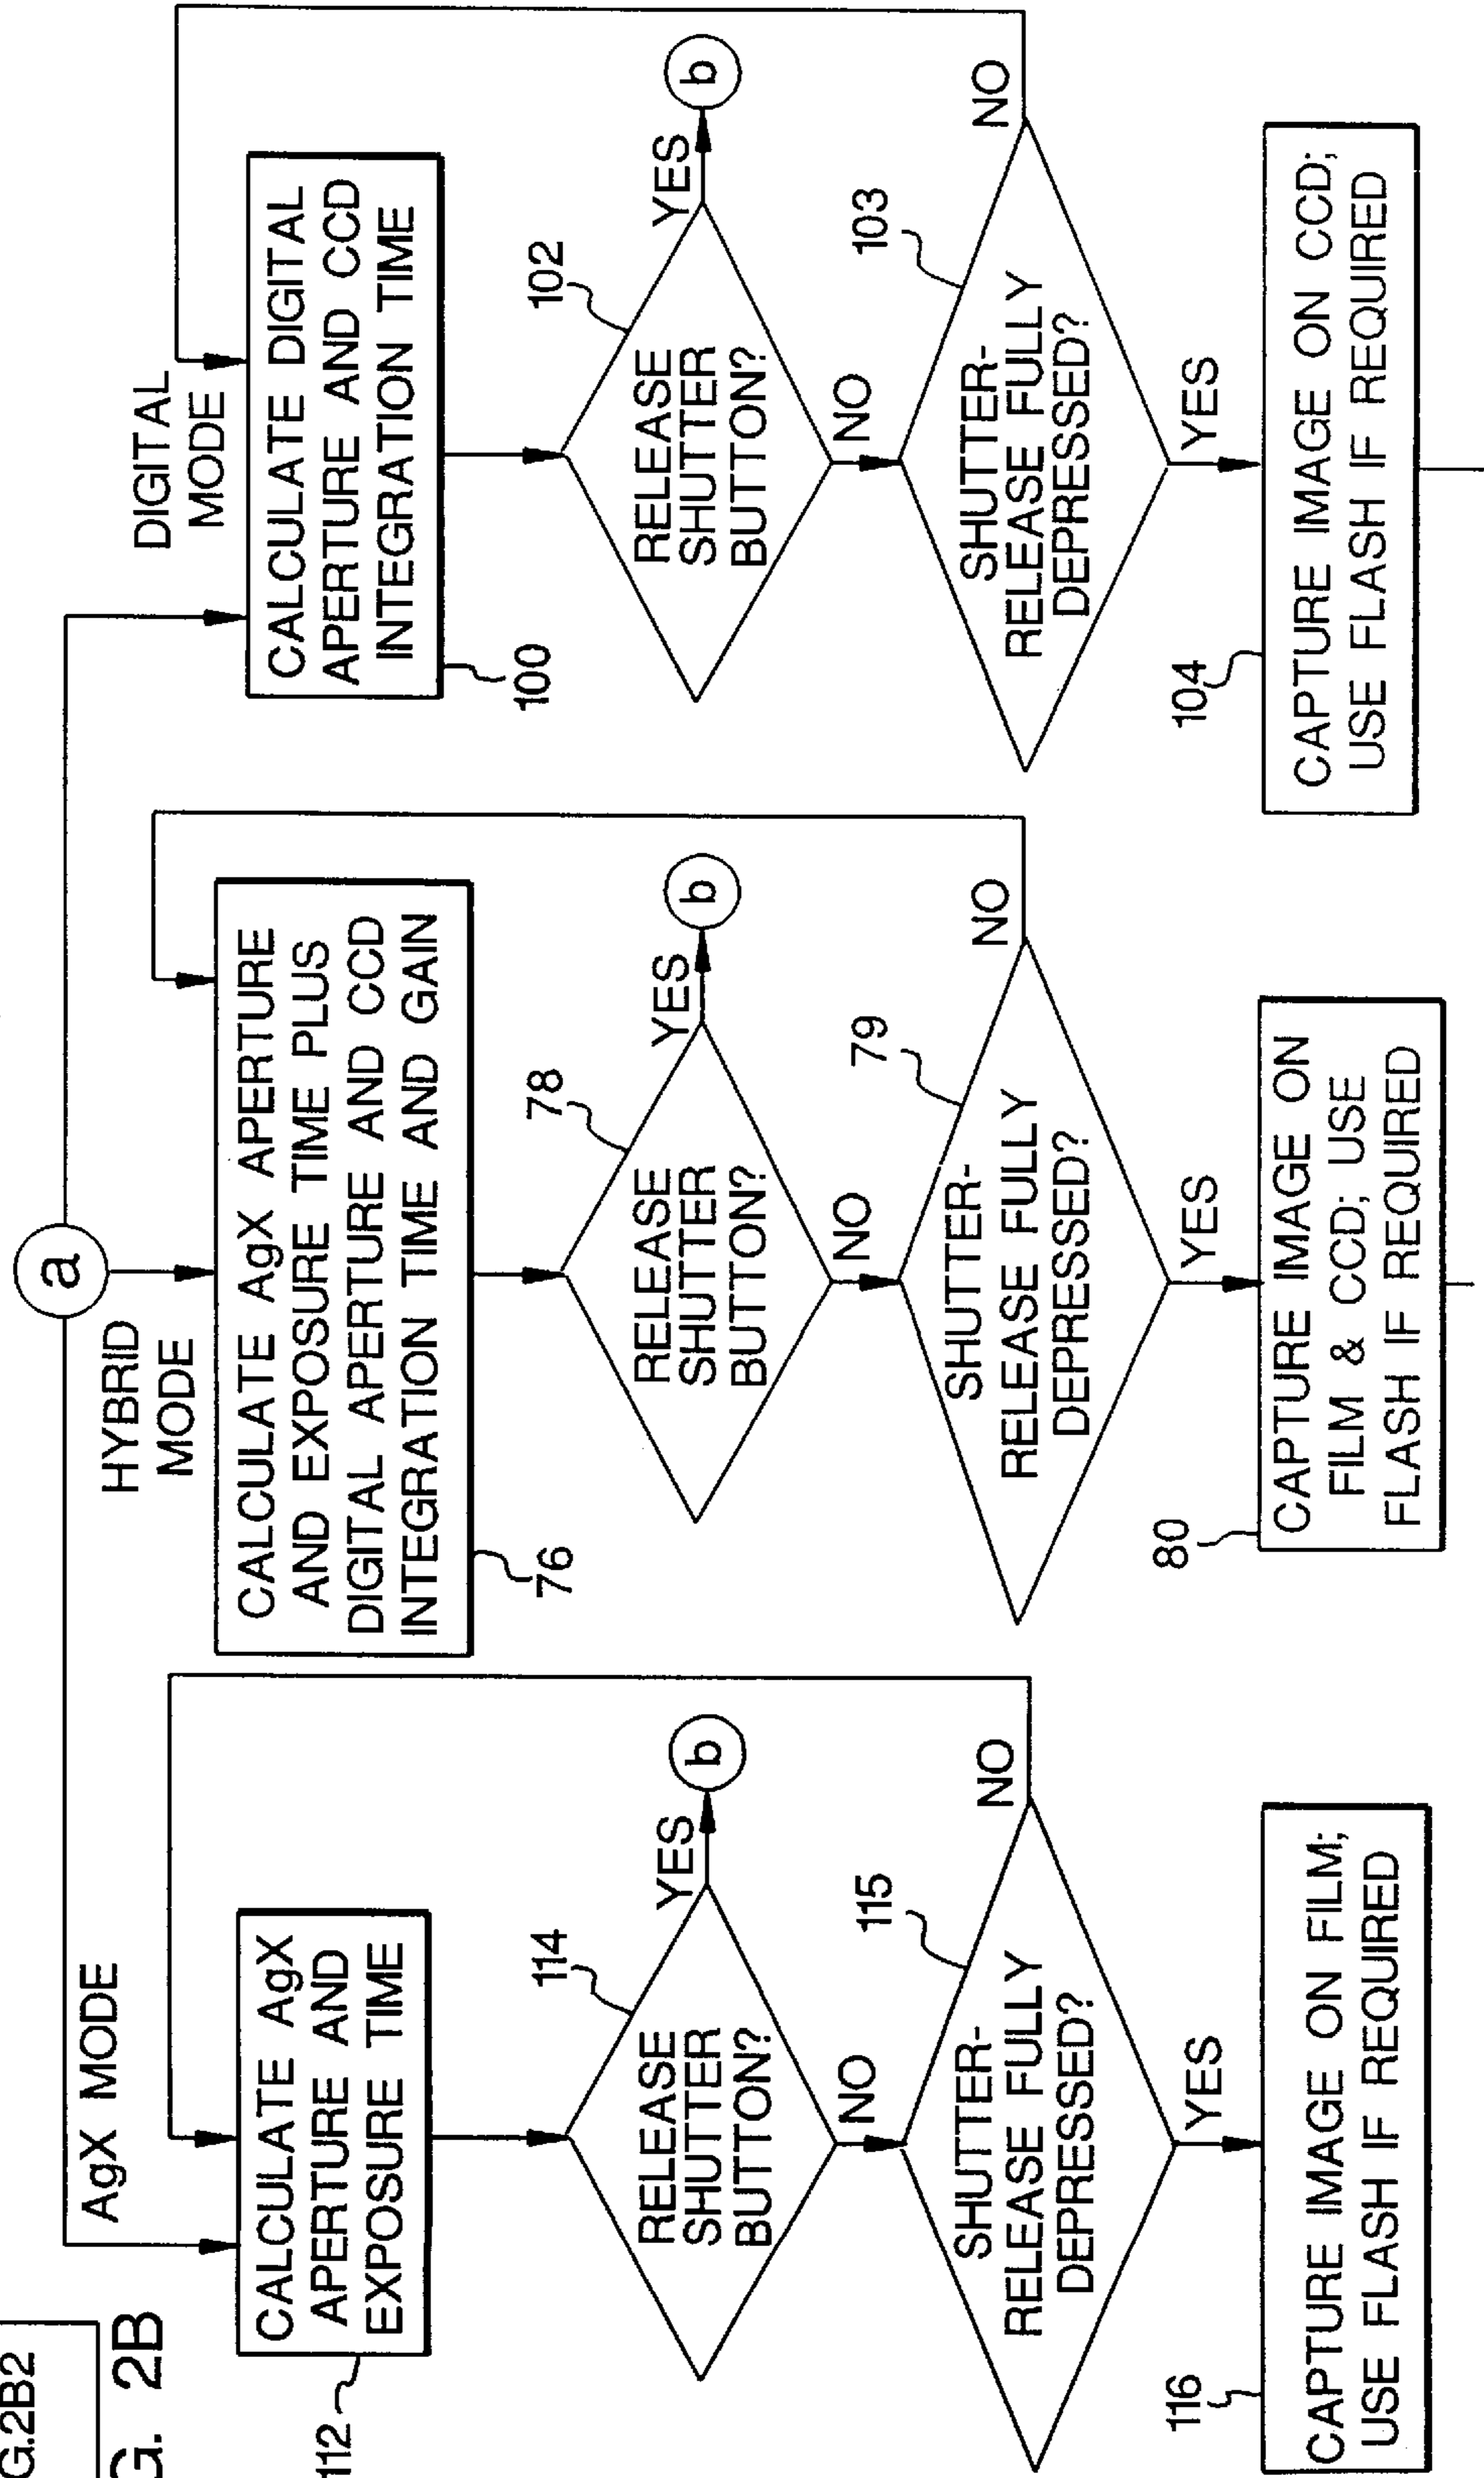 G.2B2
G. 2B
a
AgX MODE
HYBRID
MODE
DIGITAL
MODE
CALCULATE AgX
APERTURE AND
EXPOSURE TIME
112
RELEASE
SHUTTER
BUTTON?
114
YES
b
NO
SHUTTER-
RELEASE FULLY
DEPRESSED?
115
NO
YES
CAPTURE IMAGE ON FILM;
USE FLASH IF REQUIRED
116
CALCULATE AgX APERTURE
AND EXPOSURE TIME PLUS
DIGITAL APERTURE AND CCD
INTEGRATION TIME AND GAIN
76
RELEASE
SHUTTER
BUTTON?
78
YES
b
NO
SHUTTER-
RELEASE FULLY
DEPRESSED?
79
NO
YES
CAPTURE IMAGE ON
FILM & CCD; USE
FLASH IF REQUIRED
80
CALCULATE DIGITAL
APERTURE AND CCD
INTEGRATION TIME
100
RELEASE
SHUTTER
BUTTON?
102
YES
b
NO
SHUTTER-
RELEASE FULLY
DEPRESSED?
103
NO
YES
CAPTURE IMAGE ON CCD;
USE FLASH IF REQUIRED
104